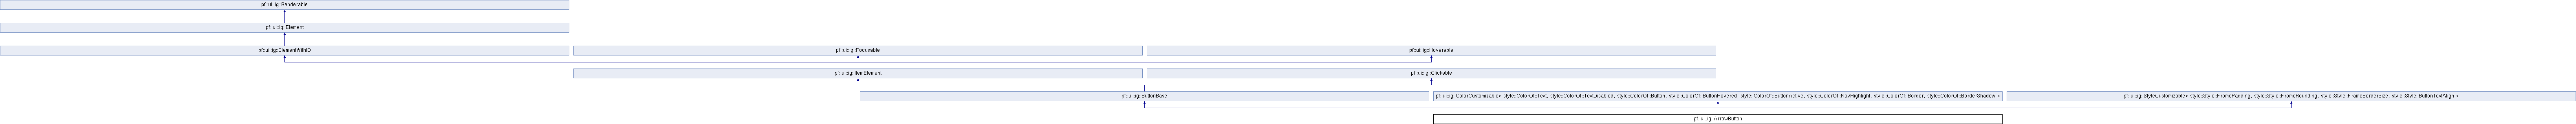 pf::ui::ig::Renderable
pf::ui::ig::Element
pf::ui::ig::ElementWithID
pf::ui::ig::Focusable
pf::ui::ig::Hoverable
pf::ui::ig::ItemElement
pf::ui::ig::Clickable
pf::ui::ig::ButtonBase
pf::ui::ig::ColorCustomizable< style::ColorOf::Text, style::ColorOf::TextDisabled, style::ColorOf::Button, style::ColorOf::ButtonHovered, style::ColorOf::ButtonActive, style::ColorOf::NavHighlight, style::ColorOf::Border, style::ColorOf::BorderShadow >
pf::ui::ig::StyleCustomizable< style::Style::FramePadding, style::Style::FrameRounding, style::Style::FrameBorderSize, style::Style::ButtonTextAlign >
pf::ui::ig::ArrowButton